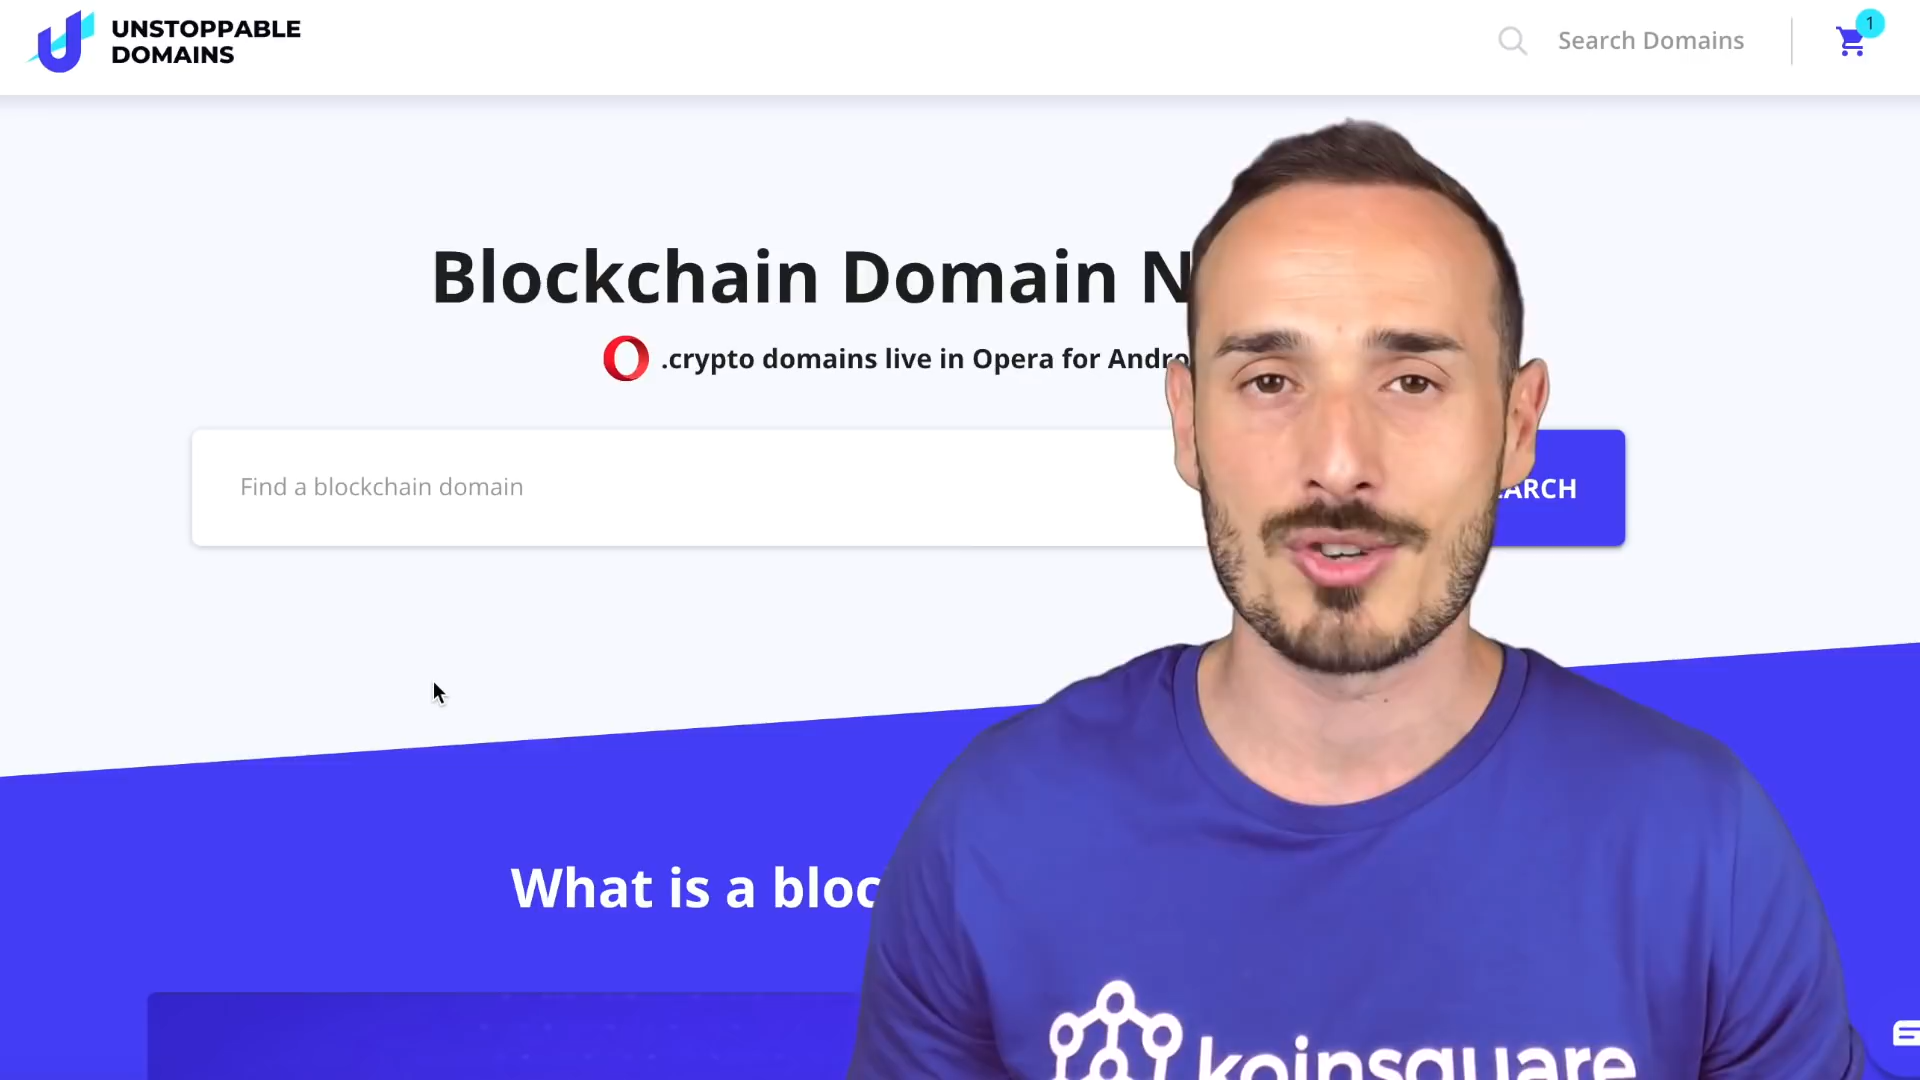 UNSTOPPABLE
DOMAINS
Search Domains
1
Blockchain Domain N
.crypto domains live in Opera for Andro
Find a blockchain domain
ARCH
What is a bloc
koinsquare